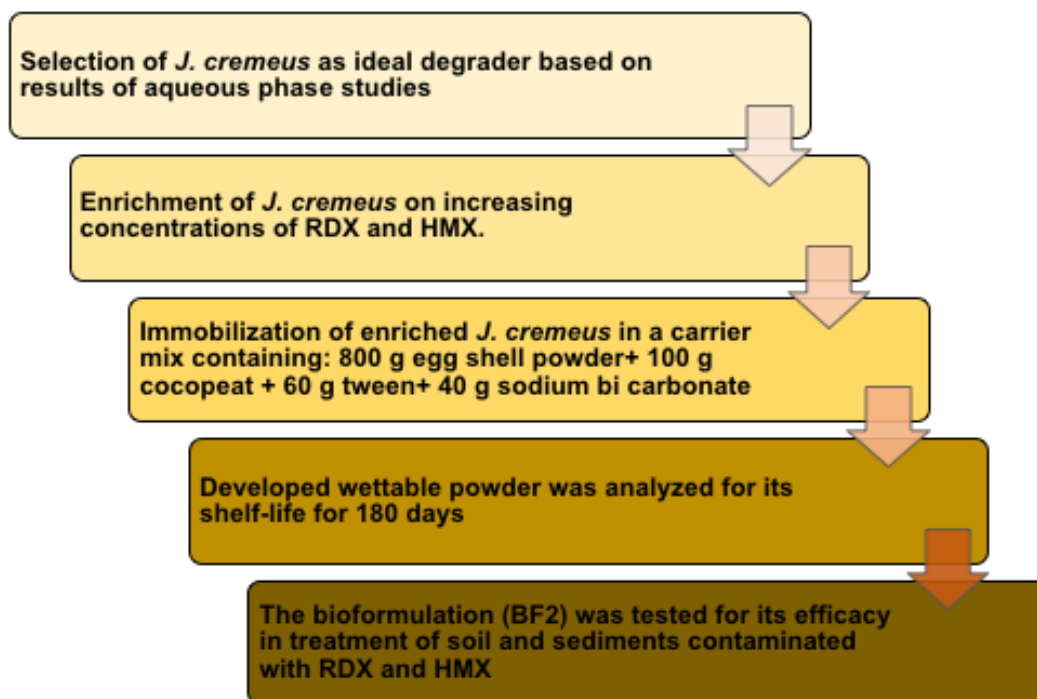 Selection of J. cremeus as ideal degrader based on
results of aqueous phase studies
Enrichment of J. cremeus on increasing
concentrations of RDX and HMX.
Immobilization of enriched J. cremeus in a carrier
mix containing: 800 g egg shell powder+ 100 g
cocopeat + 60 g tween+ 40 g sodium bi carbonate
Developed wettable powder was analyzed for its
shelf-life for 180 days
The bioformulation (BF2) was tested for its efficacy
in treatment of soil and sediments contaminated
with RDX and HMX